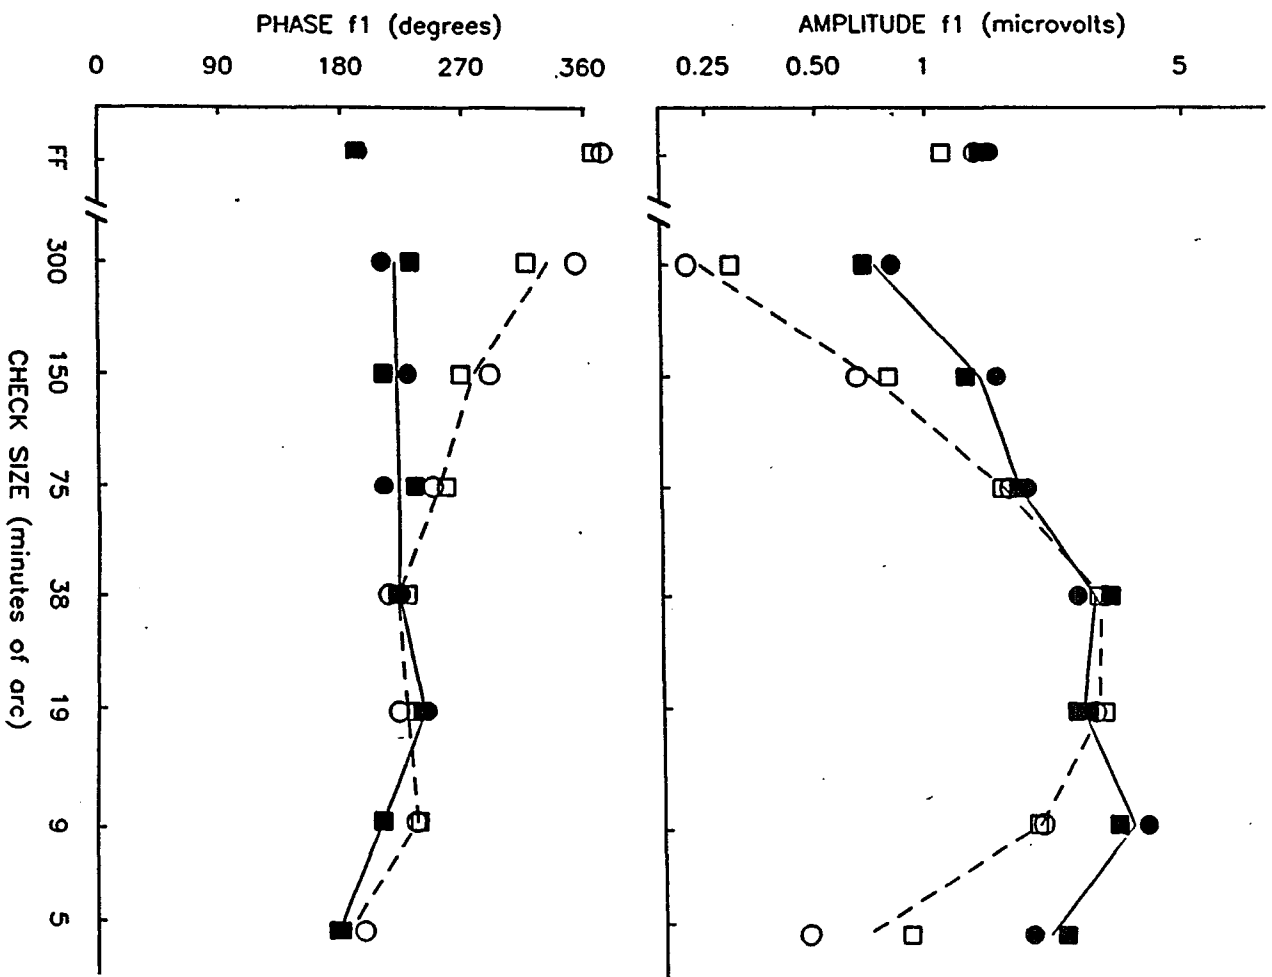 PHASE f1 (degrees)
AMPLITUDE f1 (microvolts)
0 90 180 270 360
0.25 0.50 1 5
FF
300
150
75
38
19
9
5
CHECK SIZE (minutes of arc)